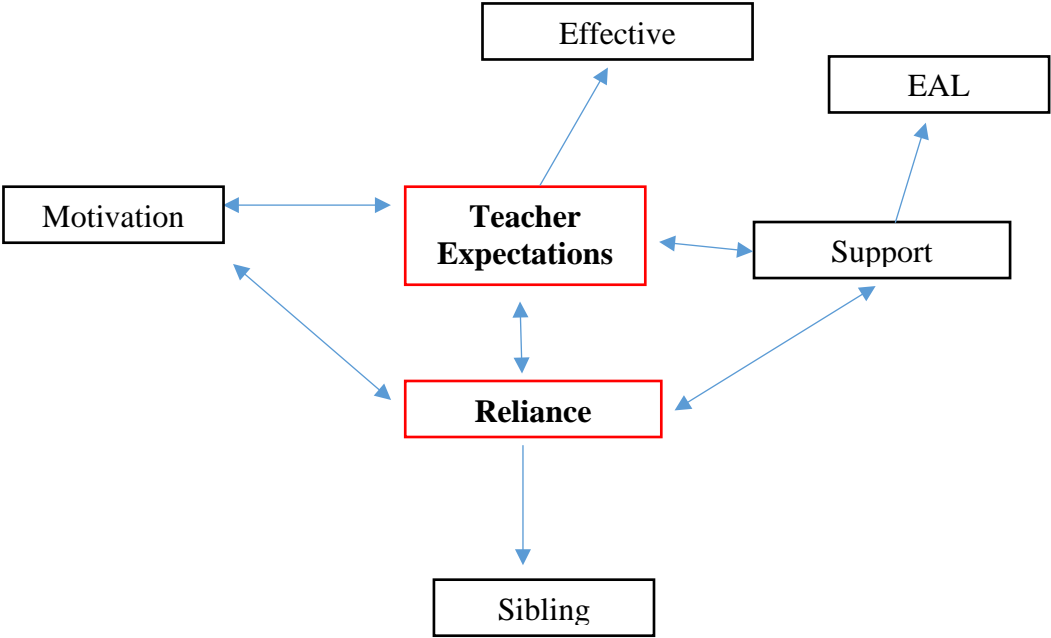 Effective
EAL
Motivation
Teacher
Expectations
Support
Reliance
Sibling